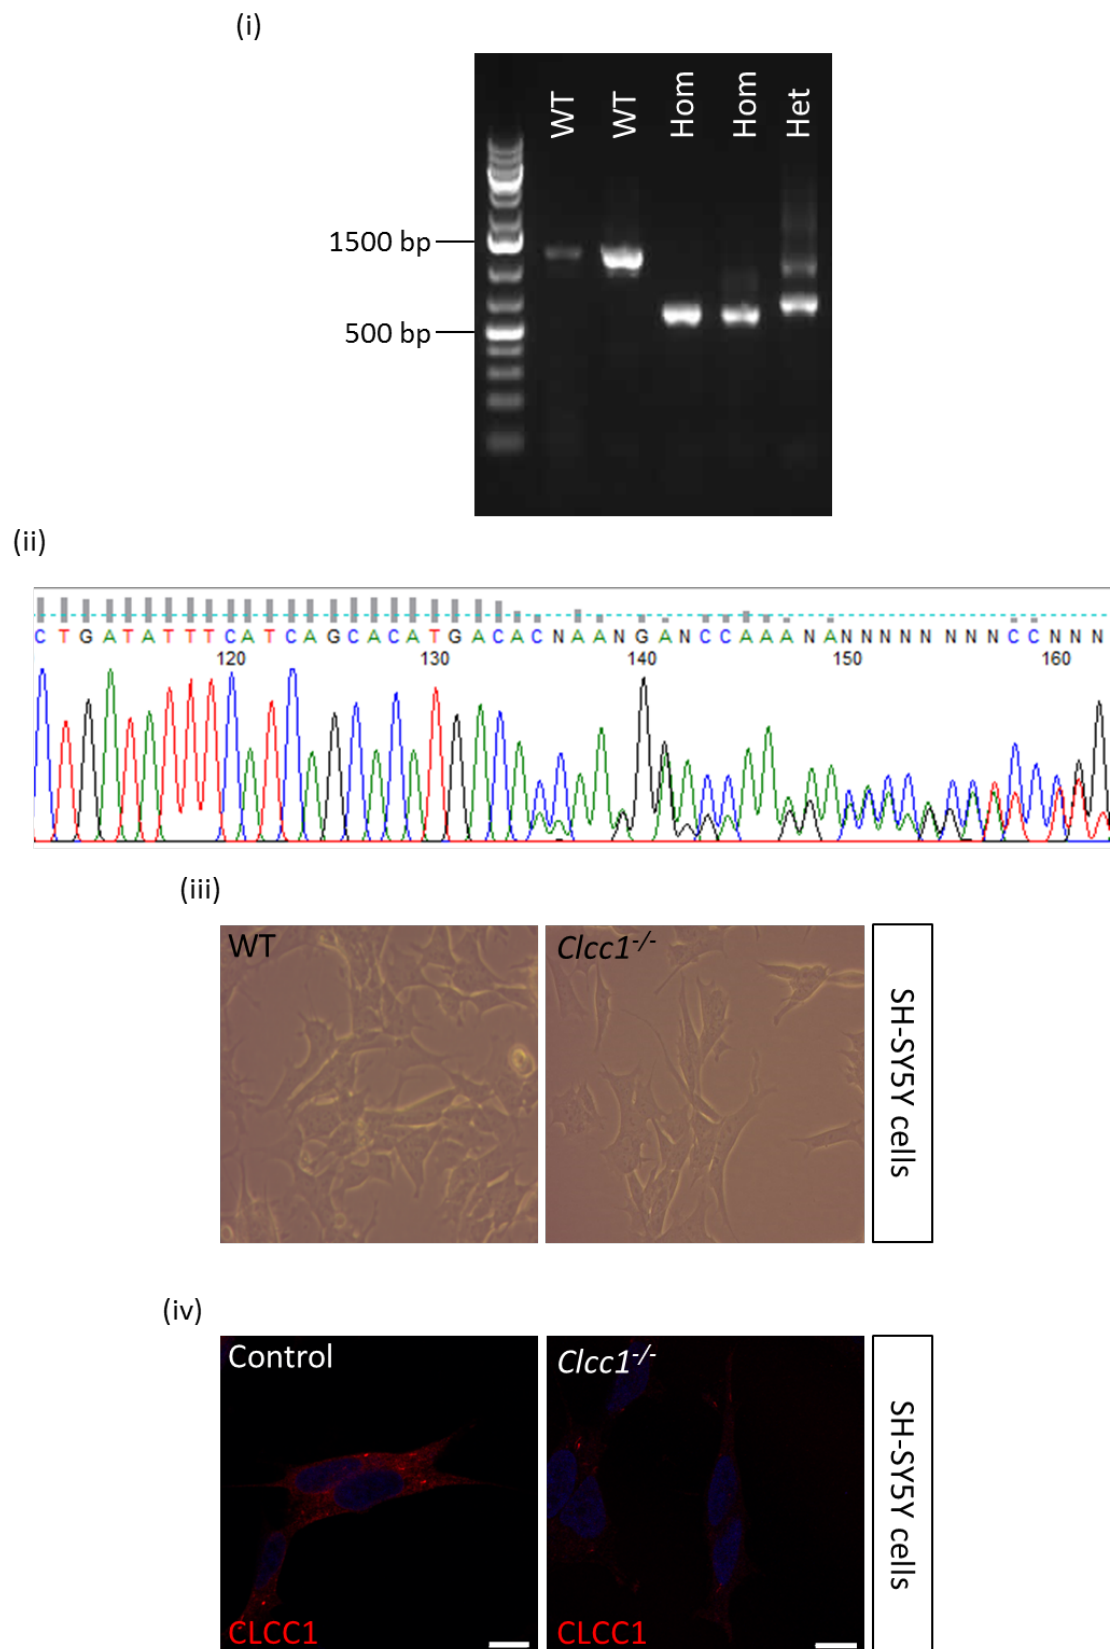 (i)
WT WT Hom Hom Het
1500 bp
500 bp
(ii)
C T G A T A T T T C A T C A G C A C A T G A C A C N A A N G A N C C A A A N A N N N N N N N N C C N N N
120 130 140 150 160
(iii)
WT
Clcc1-/-
SH-SY5Y cells
(iv)
Control
Clcc1-/-
CLCC1
CLCC1
SH-SY5Y cells